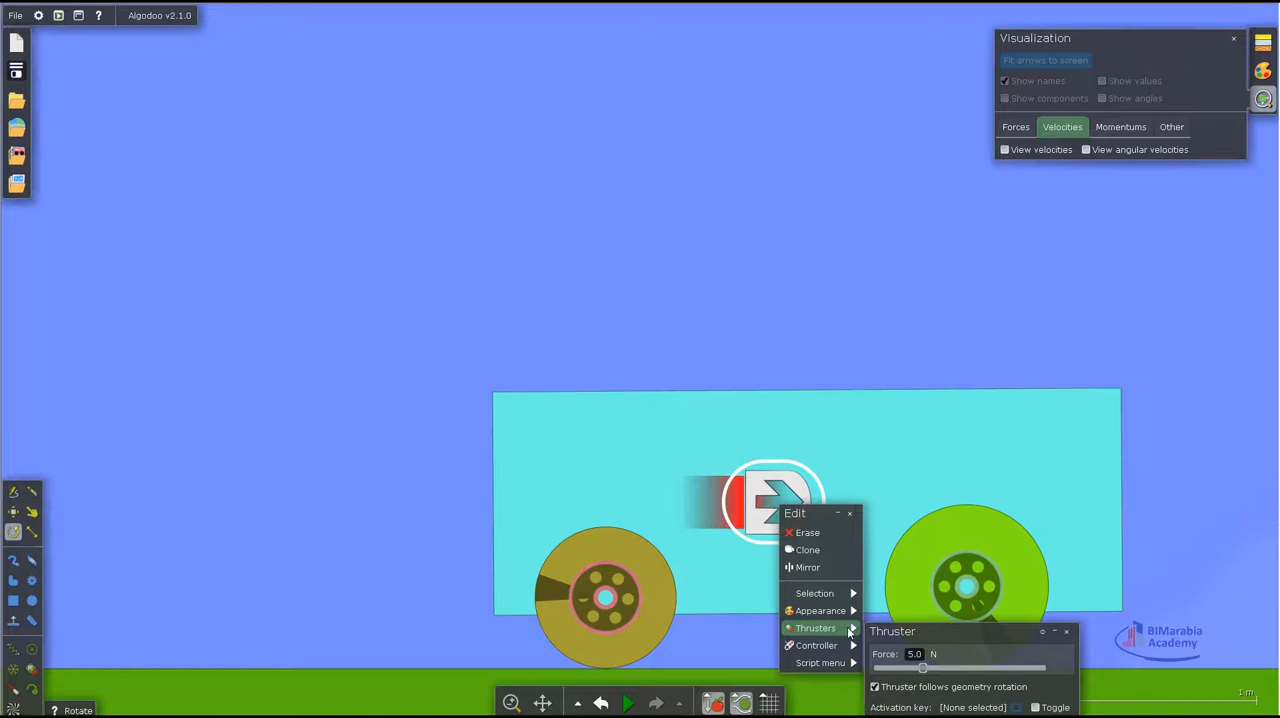 File ? Algodoo v2.1.0
Visualization
Fit arrows to screen
Show names Show values
Show components Show angles
Forces Velocities Momentums Other
View velocities View angular velocities
Edit
Erase
Clone
Mirror
Selection
Appearance
Thrusters
Controller
Script menu
Thruster
Force: 5.0 N
Thruster follows geometry rotation
Activation key: [None selected] Toggle
BIMarabia
Academy
1 m
? Rotate